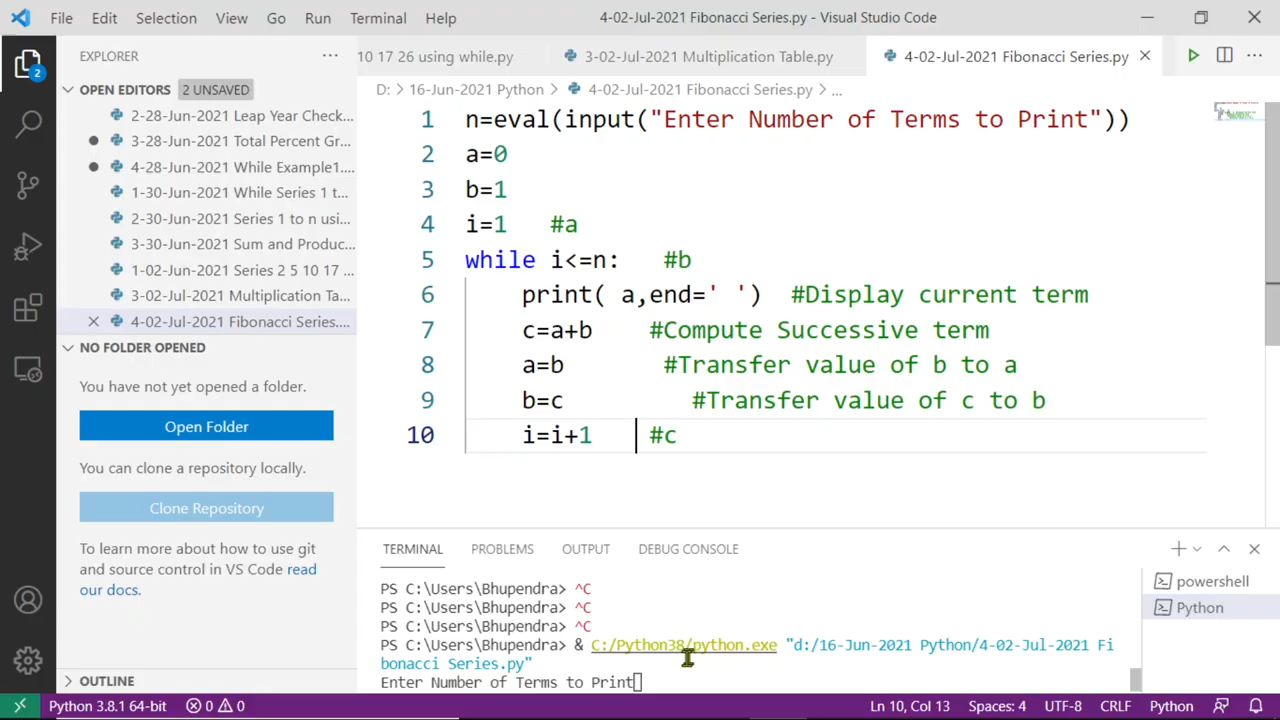 File Edit Selection View Go Run Terminal Help
4-02-Jul-2021 Fibonacci Series.py - Visual Studio Code
2
EXPLORER
10 17 26 using while.py
3-02-Jul-2021 Multiplication Table.py
4-02-Jul-2021 Fibonacci Series.py
OPEN EDITORS 2 UNSAVED
2-28-Jun-2021 Leap Year Check...
3-28-Jun-2021 Total Percent Gr...
4-28-Jun-2021 While Example1....
1-30-Jun-2021 While Series 1 t...
2-30-Jun-2021 Series 1 to n usi...
3-30-Jun-2021 Sum and Produc...
1-02-Jun-2021 Series 2 5 10 17 ...
3-02-Jul-2021 Multiplication Ta...
4-02-Jul-2021 Fibonacci Series....
NO FOLDER OPENED
You have not yet opened a folder.
Open Folder
You can clone a repository locally.
Clone Repository
To learn more about how to use git
and source control in VS Code read
our docs.
OUTLINE
D: > 16-Jun-2021 Python > 4-02-Jul-2021 Fibonacci Series.py > ...
1 n=eval(input("Enter Number of Terms to Print"))
2 a=0
3 b=1
4 i=1   #a
5 while i<=n:   #b
6     print( a,end=' ')  #Display current term
7     c=a+b    #Compute Successive term
8     a=b       #Transfer value of b to a
9     b=c         #Transfer value of c to b
10     i=i+1    #c
TERMINAL PROBLEMS OUTPUT DEBUG CONSOLE
PS C:\Users\Bhupendra> ^C
PS C:\Users\Bhupendra> ^C
PS C:\Users\Bhupendra> ^C
PS C:\Users\Bhupendra> & C:/Python38/python.exe "d:/16-Jun-2021 Python/4-02-Jul-2021 Fi
bonacci Series.py"
Enter Number of Terms to Print
powershell
Python
Python 3.8.1 64-bit 0 0
Ln 10, Col 13 Spaces: 4 UTF-8 CRLF Python